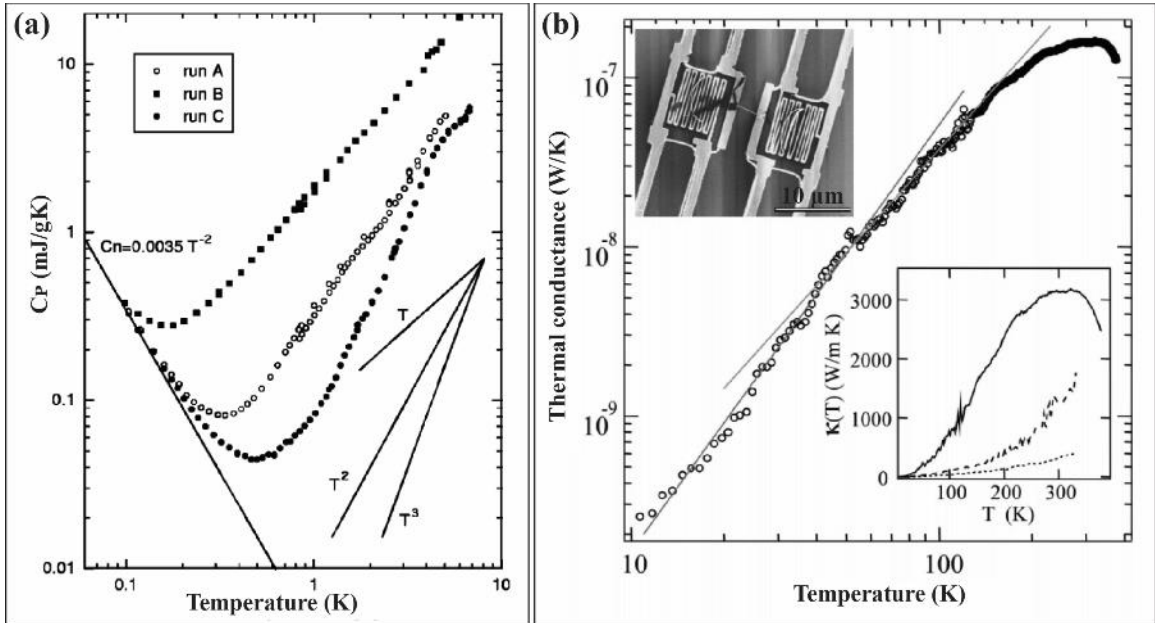 (a)
10
1
0.1
0.01
0.1
1
10
run A
run B
run C
Cn=0.0035 T⁻²
T
T²
T³
CP (mJ/gK)
Temperature (K)
(b)
10⁻⁷
10⁻⁸
10⁻⁹
10
100
Thermal conductance (W/K)
Temperature (K)
10 μm
3000
2000
1000
0
100
200
300
κ(T) (W/m K)
T (K)